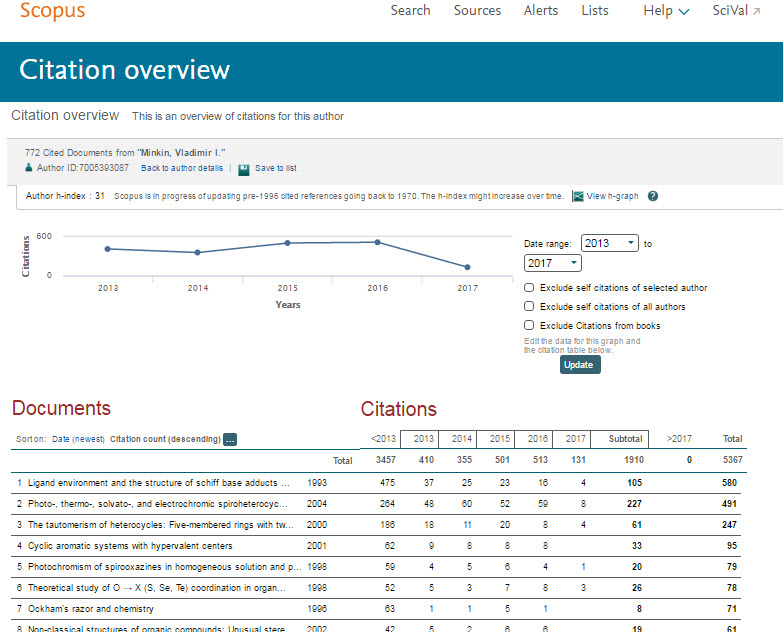 Scopus
Search Sources Alerts Lists Help SciVal
Citation overview
Citation overview This is an overview of citations for this author
772 Cited Documents from "Minkin, Vladimir I."
Author ID:7005393087 Back to author details | Save to list
Author h-index : 31 Scopus is in progress of updating pre-1996 cited references going back to 1970. The h-index might increase over time. View h-graph ?
Citations
600
0
2013 2014 2015 2016 2017
Years
Date range: 2013 to
2017
Exclude self citations of selected author
Exclude self citations of all authors
Exclude Citations from books
Edit the data for this graph and
the citation table below.
Update
Documents Citations
Sort on: Date (newest) Citation count (descending) ... <2013 2013 2014 2015 2016 2017 Subtotal >2017 Total
Total 3457 410 355 501 513 131 1910 0 5367
1 Ligand environment and the structure of schiff base adducts ... 1993 475 37 25 23 16 4 105 580
2 Photo-, thermo-, solvato-, and electrochromic spiroheterocyc... 2004 264 48 60 52 59 8 227 491
3 The tautomerism of heterocycles: Five-membered rings with tw... 2000 186 18 11 20 8 4 61 247
4 Cyclic aromatic systems with hypervalent centers 2001 62 9 8 8 8 33 95
5 Photochromism of spirooxazines in homogeneous solution and p... 1998 59 4 5 6 4 1 20 79
6 Theoretical study of O → X (S, Se, Te) coordination in organ... 1998 52 5 3 7 8 3 26 78
7 Ockham's razor and chemistry 1996 63 1 1 5 1 8 71
8 Non-classical structures of organic compounds: Unusual stere... 2002 42 5 2 6 6 19 61